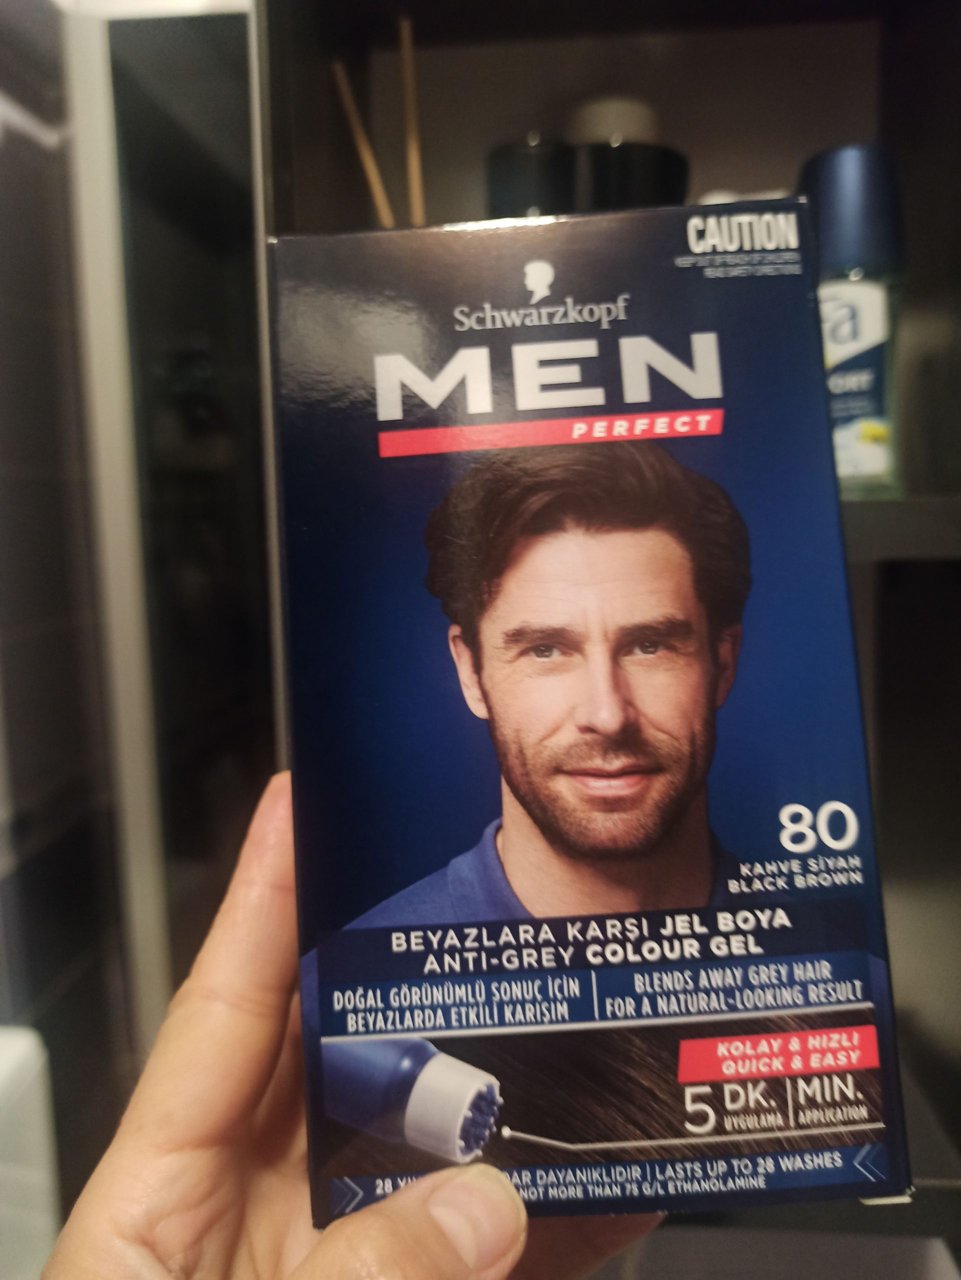 CAUTION
Schwarzkopf
MEN
PERFECT
a
ORT
80
KAHVE SİYAH
BLACK BROWN
BEYAZLARA KARŞI JEL BOYA
ANTI-GREY COLOUR GEL
DOĞAL GÖRÜNÜMLÜ SONUÇ İÇİN
BEYAZLARDA ETKİLİ KARIŞIM
BLENDS AWAY GREY HAIR
FOR A NATURAL-LOOKING RESULT
KOLAY & HIZLI
QUICK & EASY
5 DK. | MIN.
UYGULAMA | APPLICATION
28 DAYANIKLIDIR | LASTS UP TO 28 WASHES
NOT MORE THAN 75 G/L ETHANOLAMINE